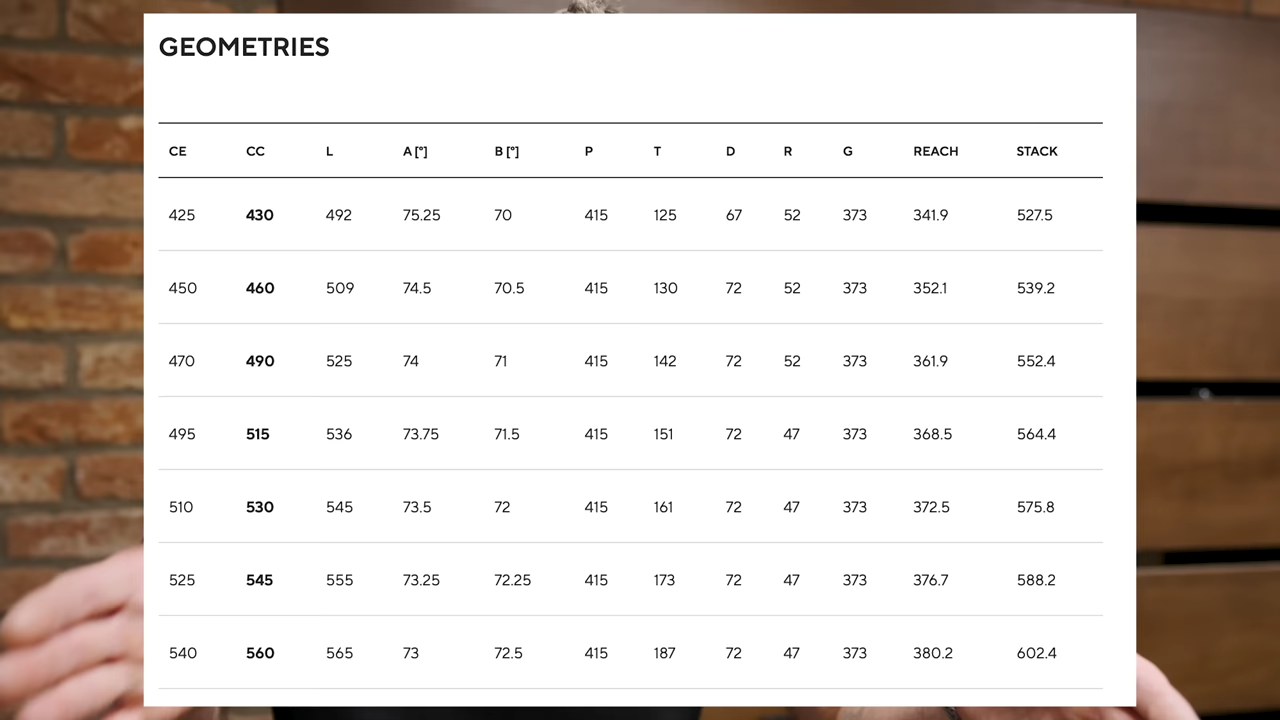 GEOMETRIES
CE CC L A [°] B [°] P T D R G REACH STACK
425 430 492 75.25 70 415 125 67 52 373 341.9 527.5
450 460 509 74.5 70.5 415 130 72 52 373 352.1 539.2
470 490 525 74 71 415 142 72 52 373 361.9 552.4
495 515 536 73.75 71.5 415 151 72 47 373 368.5 564.4
510 530 545 73.5 72 415 161 72 47 373 372.5 575.8
525 545 555 73.25 72.25 415 173 72 47 373 376.7 588.2
540 560 565 73 72.5 415 187 72 47 373 380.2 602.4